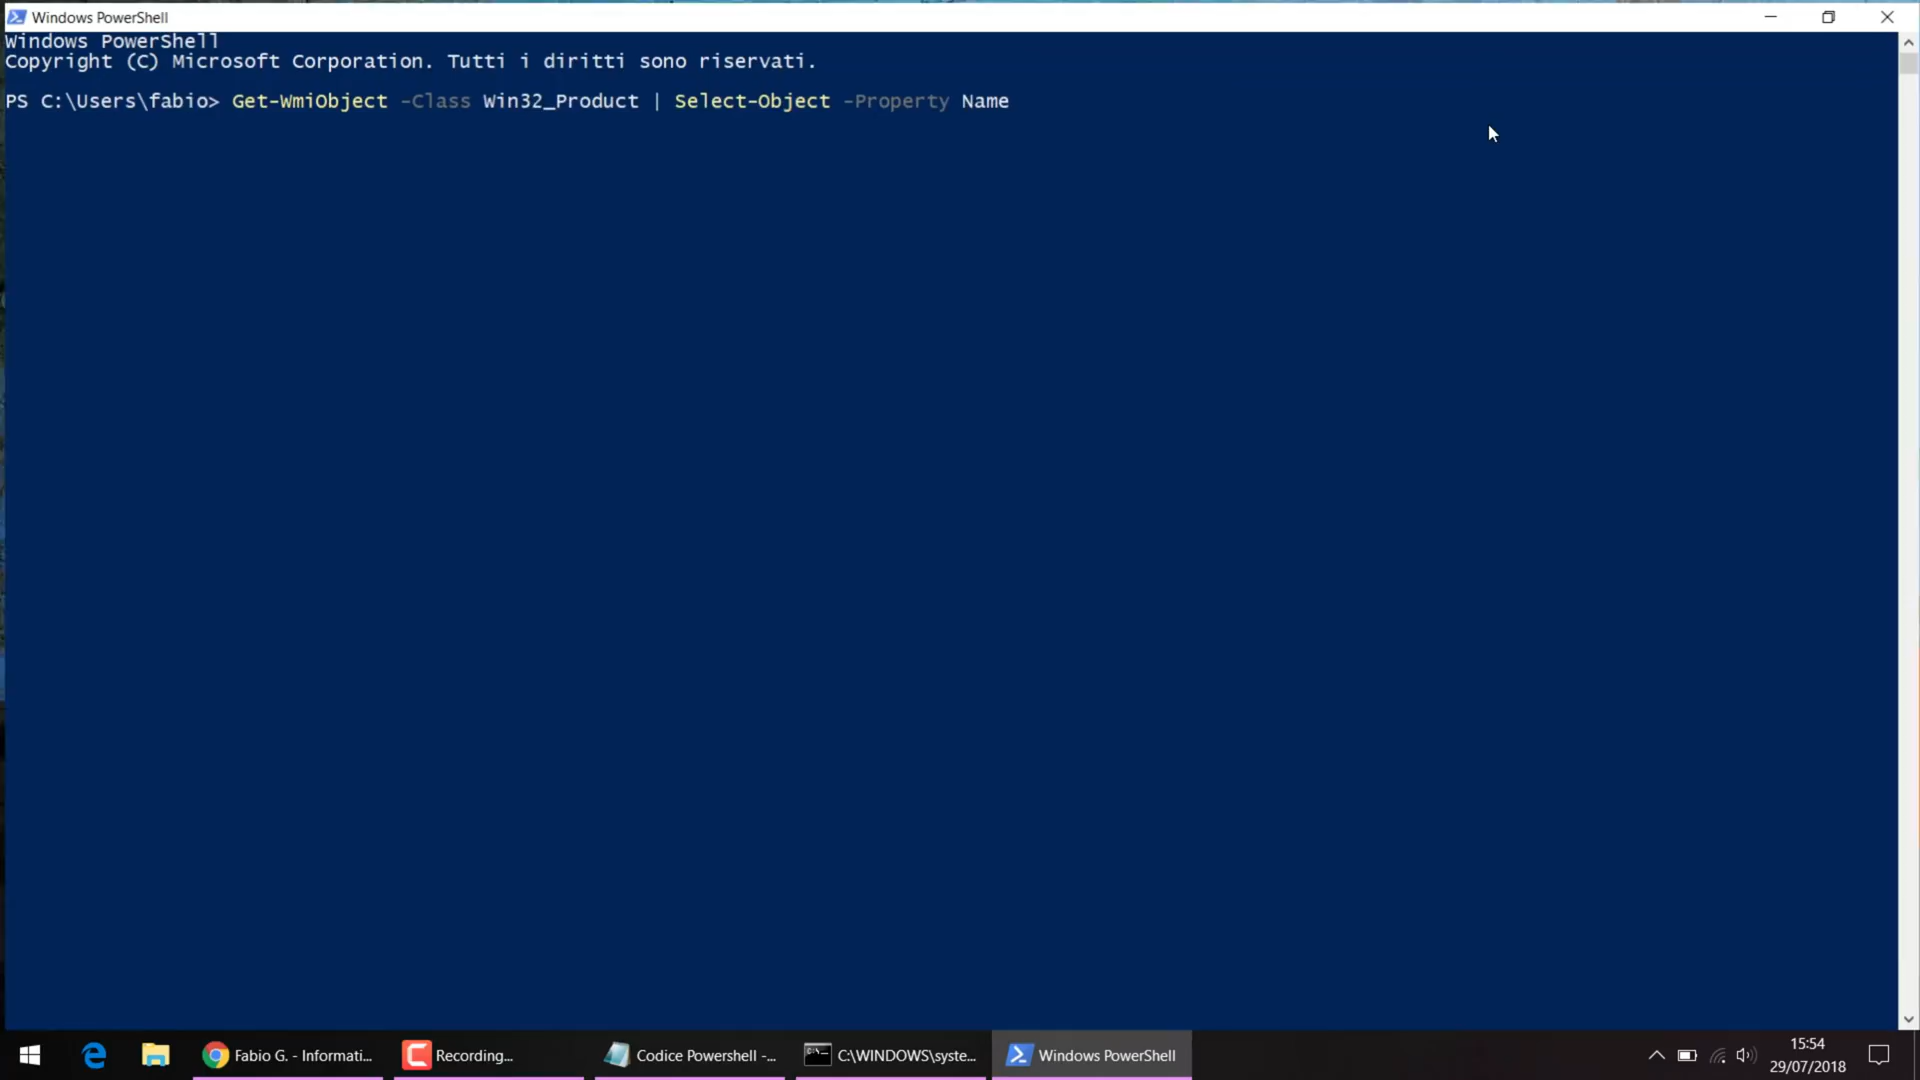 Windows PowerShell
Windows PowerShell
Copyright (C) Microsoft Corporation. Tutti i diritti sono riservati.
PS C:\Users\fabio> Get-WmiObject -Class Win32_Product | Select-Object -Property Name
Fabio G. - Informati...
Recording...
Codice Powershell -...
C:\WINDOWS\syste...
Windows PowerShell
15:54
29/07/2018